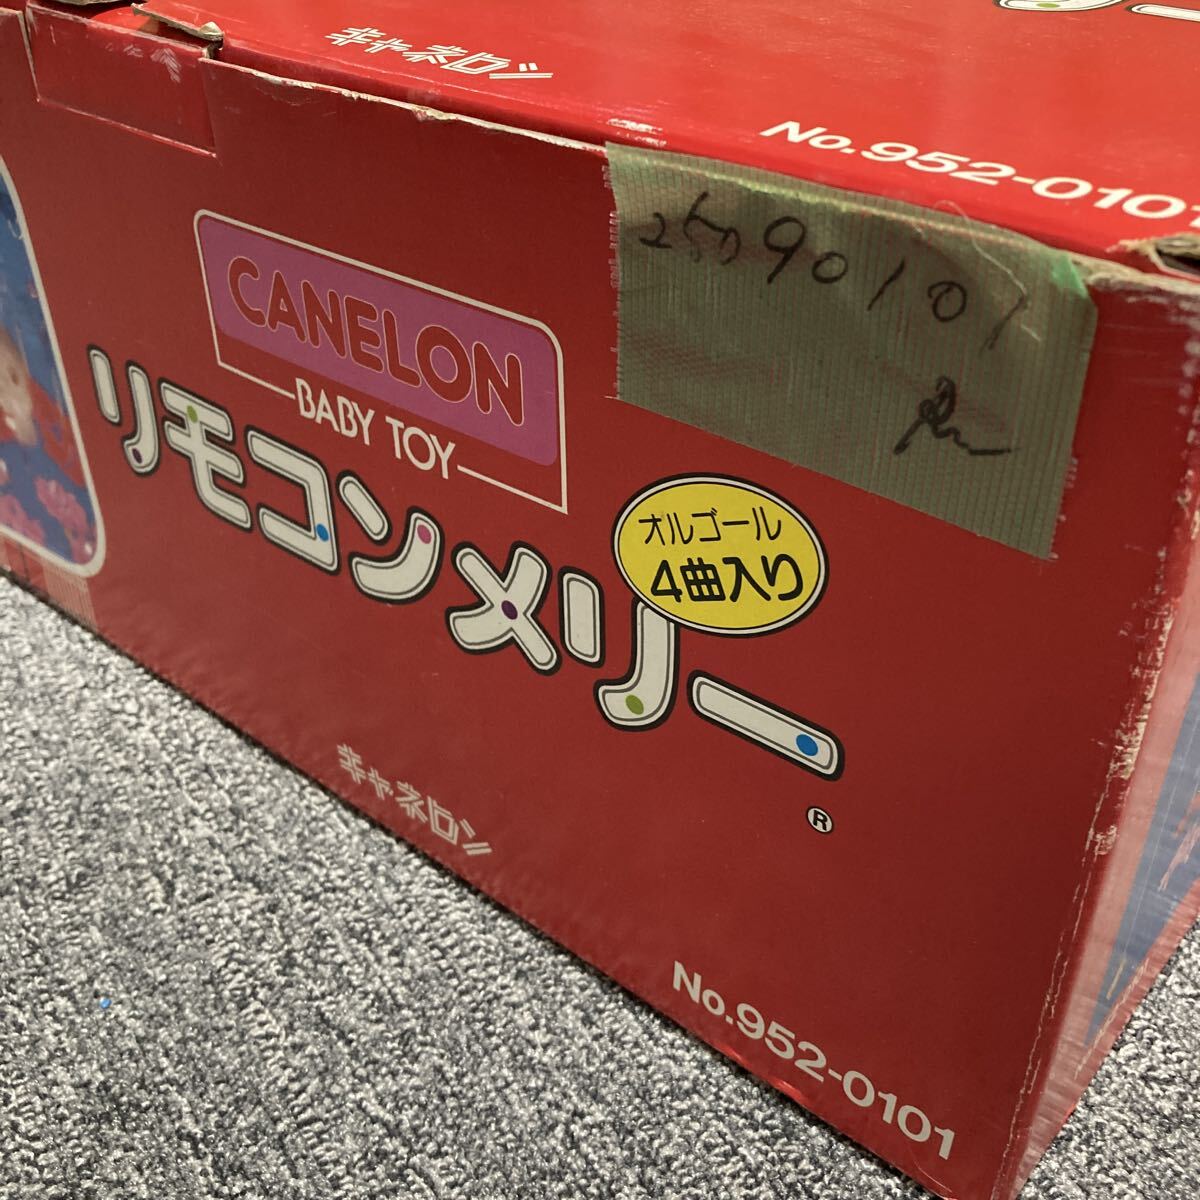 キャネロン
No.952-0101
CANELON
BABY TOY
リモコンメリー
オルゴール
4曲入り
®
キャネロン
No.952-0101